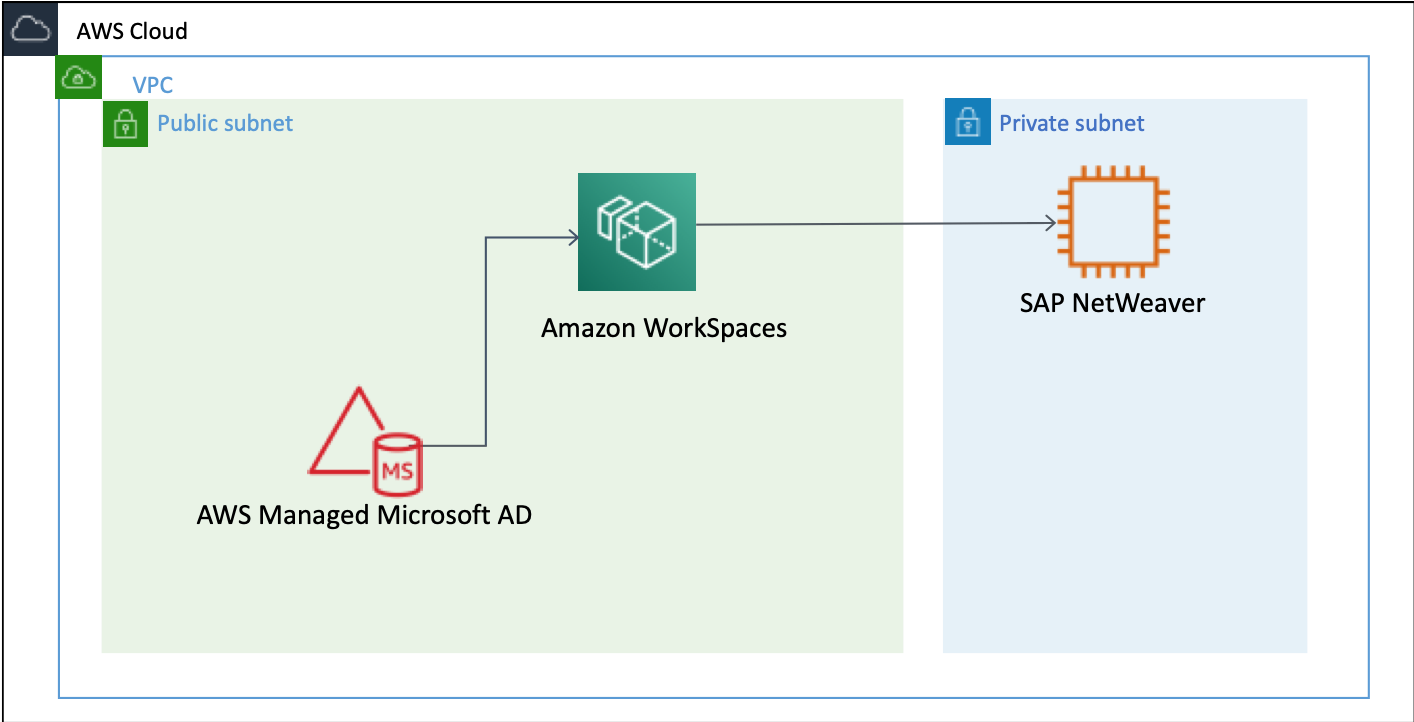 AWS Cloud
VPC
Public subnet
Private subnet
Amazon WorkSpaces
SAP NetWeaver
MS
AWS Managed Microsoft AD